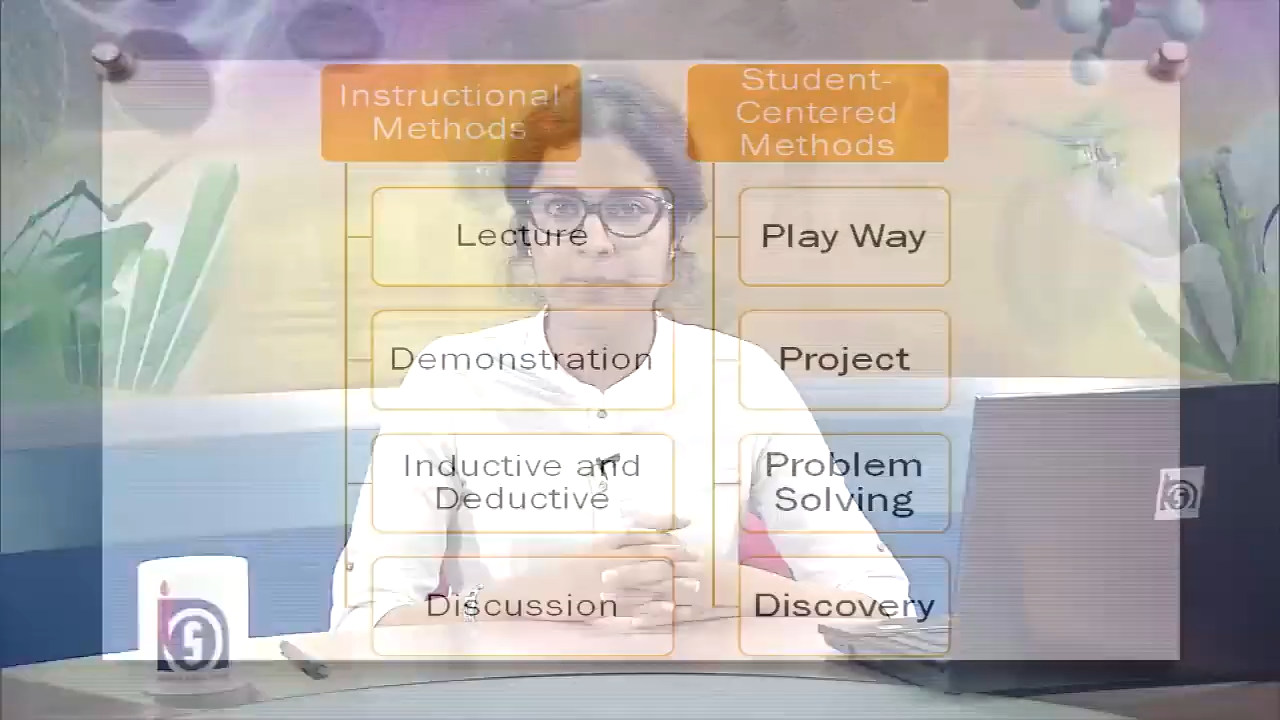 Instructional
Methods
Lecture
Demonstration
Inductive and
Deductive
Discussion
Student-
Centered
Methods
Play Way
Project
Problem
Solving
Discovery